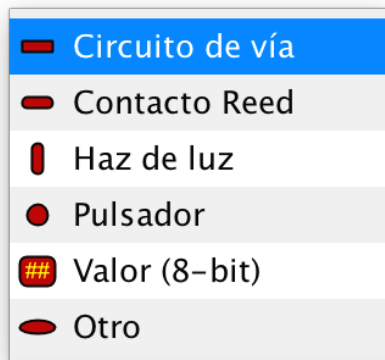 Circuito de vía
Contacto Reed
Haz de luz
Pulsador
## Valor (8-bit)
Otro